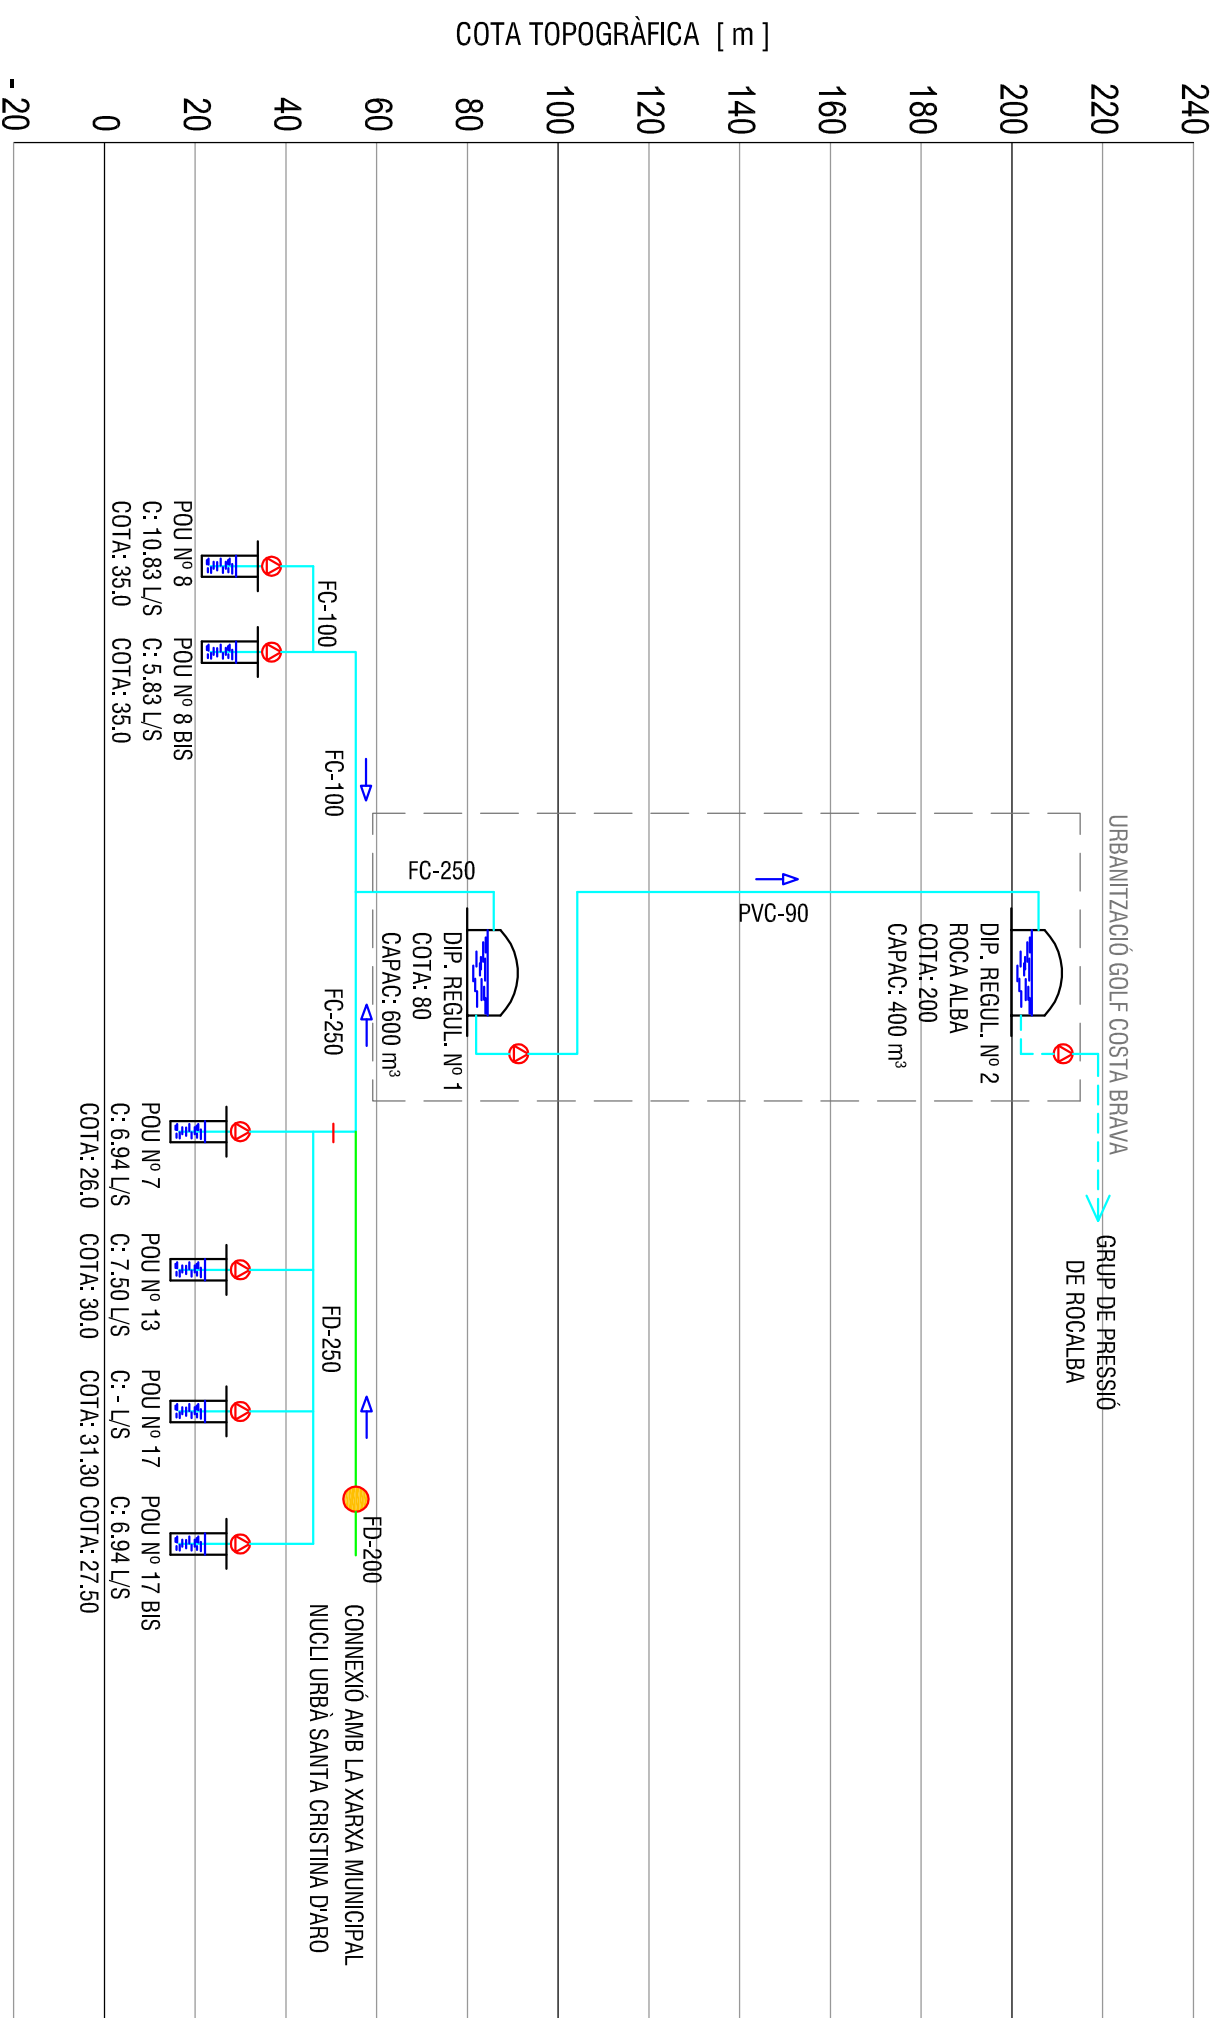 COTA TOPOGRÀFICA [ m ]
240
220
200
180
160
140
120
100
80
60
40
20
0
-20
URBANITZACIÓ GOLF COSTA BRAVA
GRUP DE PRESSIÓ
DE ROCALBA
DIP. REGUL. Nº 2
ROCA ALBA
COTA: 200
CAPAC: 400 m³
PVC-90
FC-250
DIP. REGUL. Nº 1
COTA: 80
CAPAC: 600 m³
FC-100
FC-100
FC-250
FD-250
FD-200
CONNEXIÓ AMB LA XARXA MUNICIPAL
NUCLI URBÀ SANTA CRISTINA D'ARO
POU Nº 8
C: 10.83 L/S
COTA: 35.0
POU Nº 8 BIS
C: 5.83 L/S
COTA: 35.0
POU Nº 7
C: 6.94 L/S
COTA: 26.0
POU Nº 13
C: 7.50 L/S
COTA: 30.0
POU Nº 17
C: - L/S
COTA: 31.30
POU Nº 17 BIS
C: 6.94 L/S
COTA: 27.50